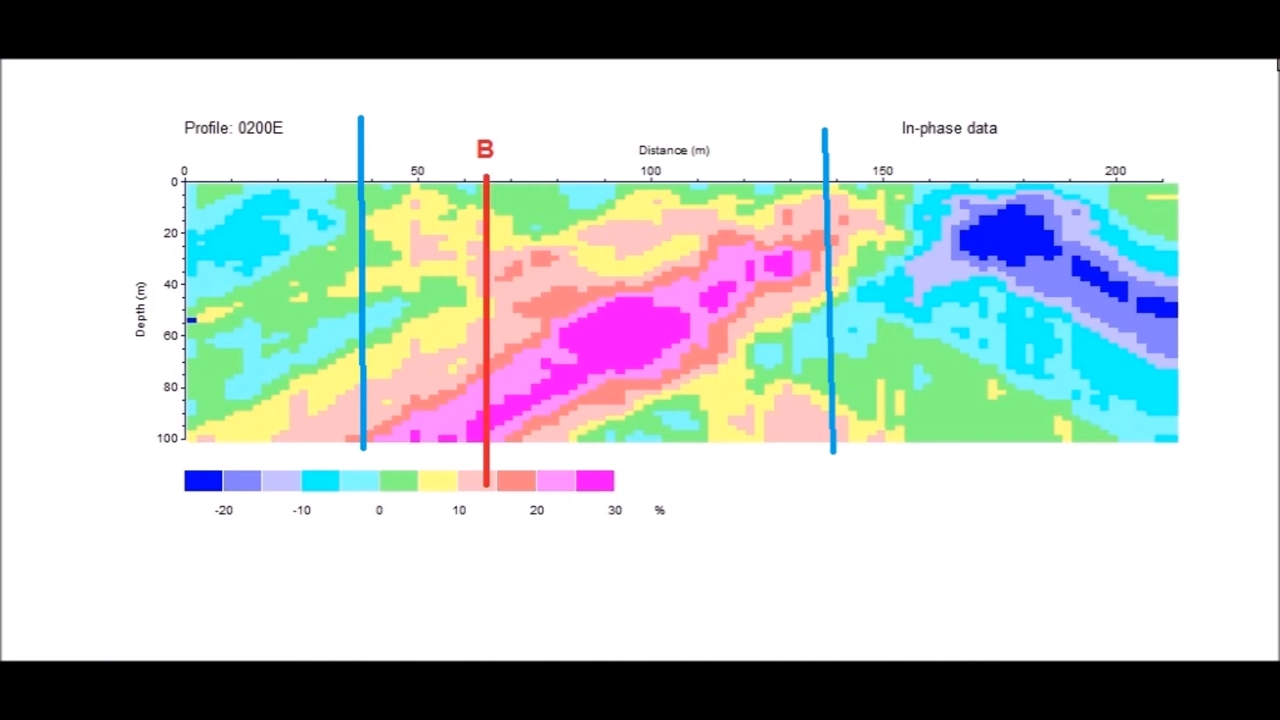 Profile: 0200E
In-phase data
B
Distance (m)
0 50 100 150 200
Depth (m)
0
20
40
60
80
100
-20 -10 0 10 20 30 %